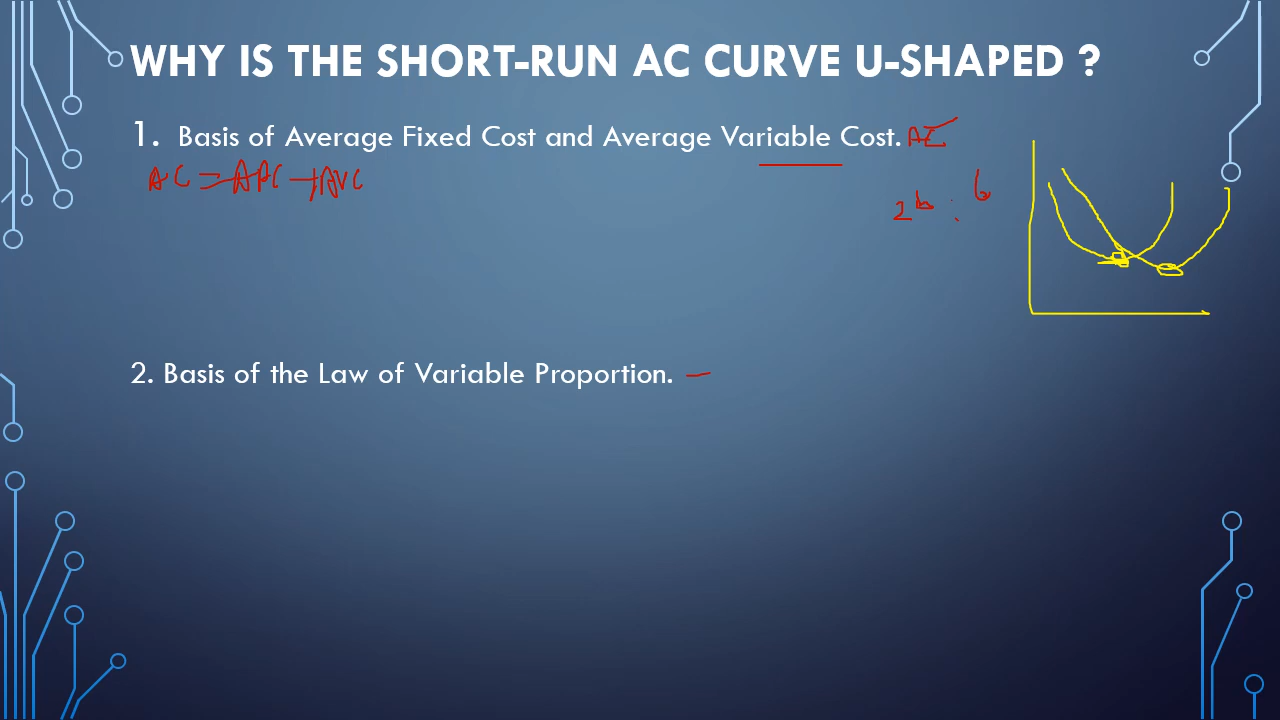 WHY IS THE SHORT-RUN AC CURVE U-SHAPED ?
1. Basis of Average Fixed Cost and Average Variable Cost. AC
AC = AFC + AVC
2. Basis of the Law of Variable Proportion. –